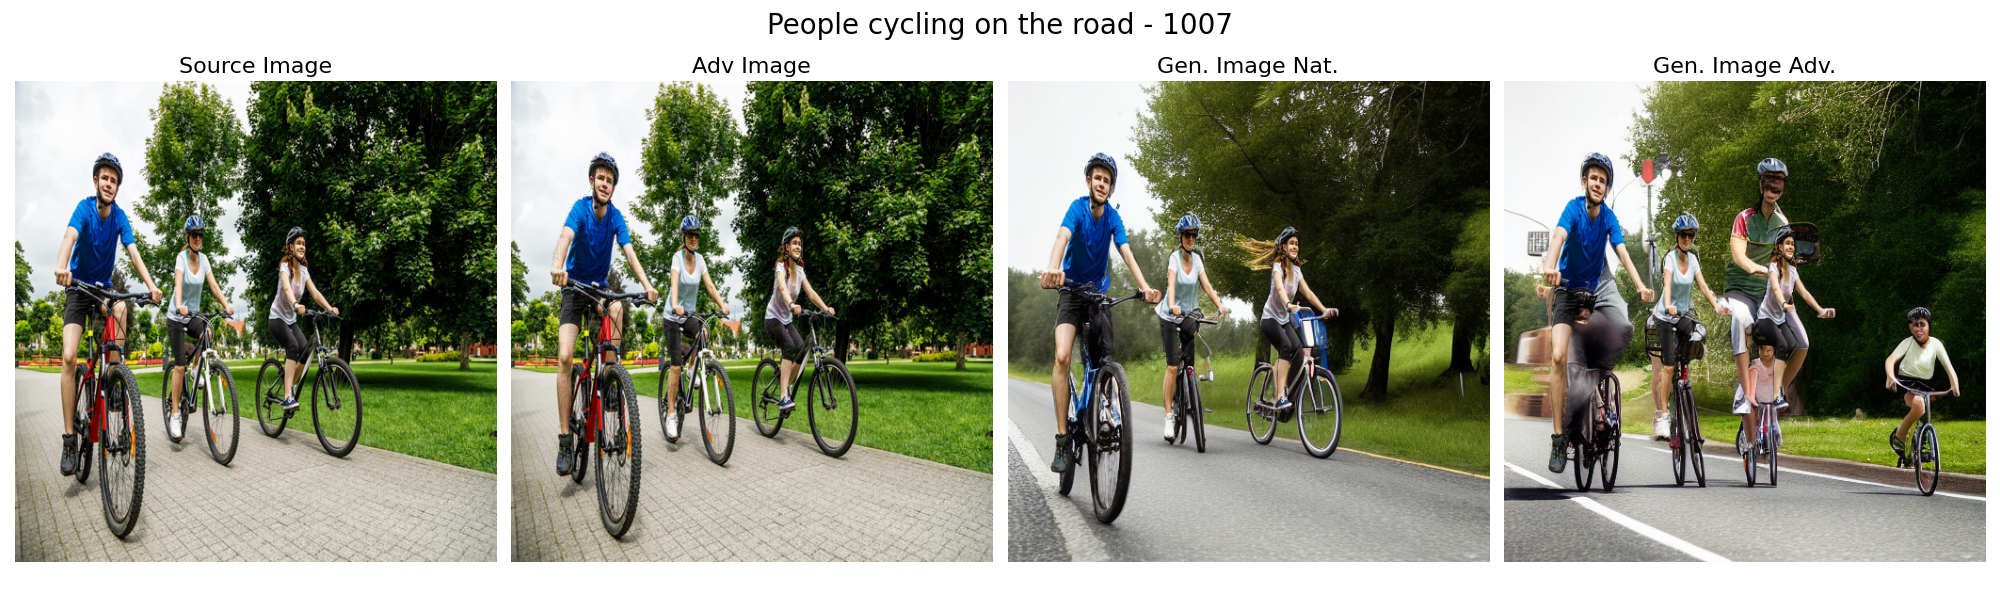 People cycling on the road - 1007
Source Image
Adv Image
Gen. Image Nat.
Gen. Image Adv.